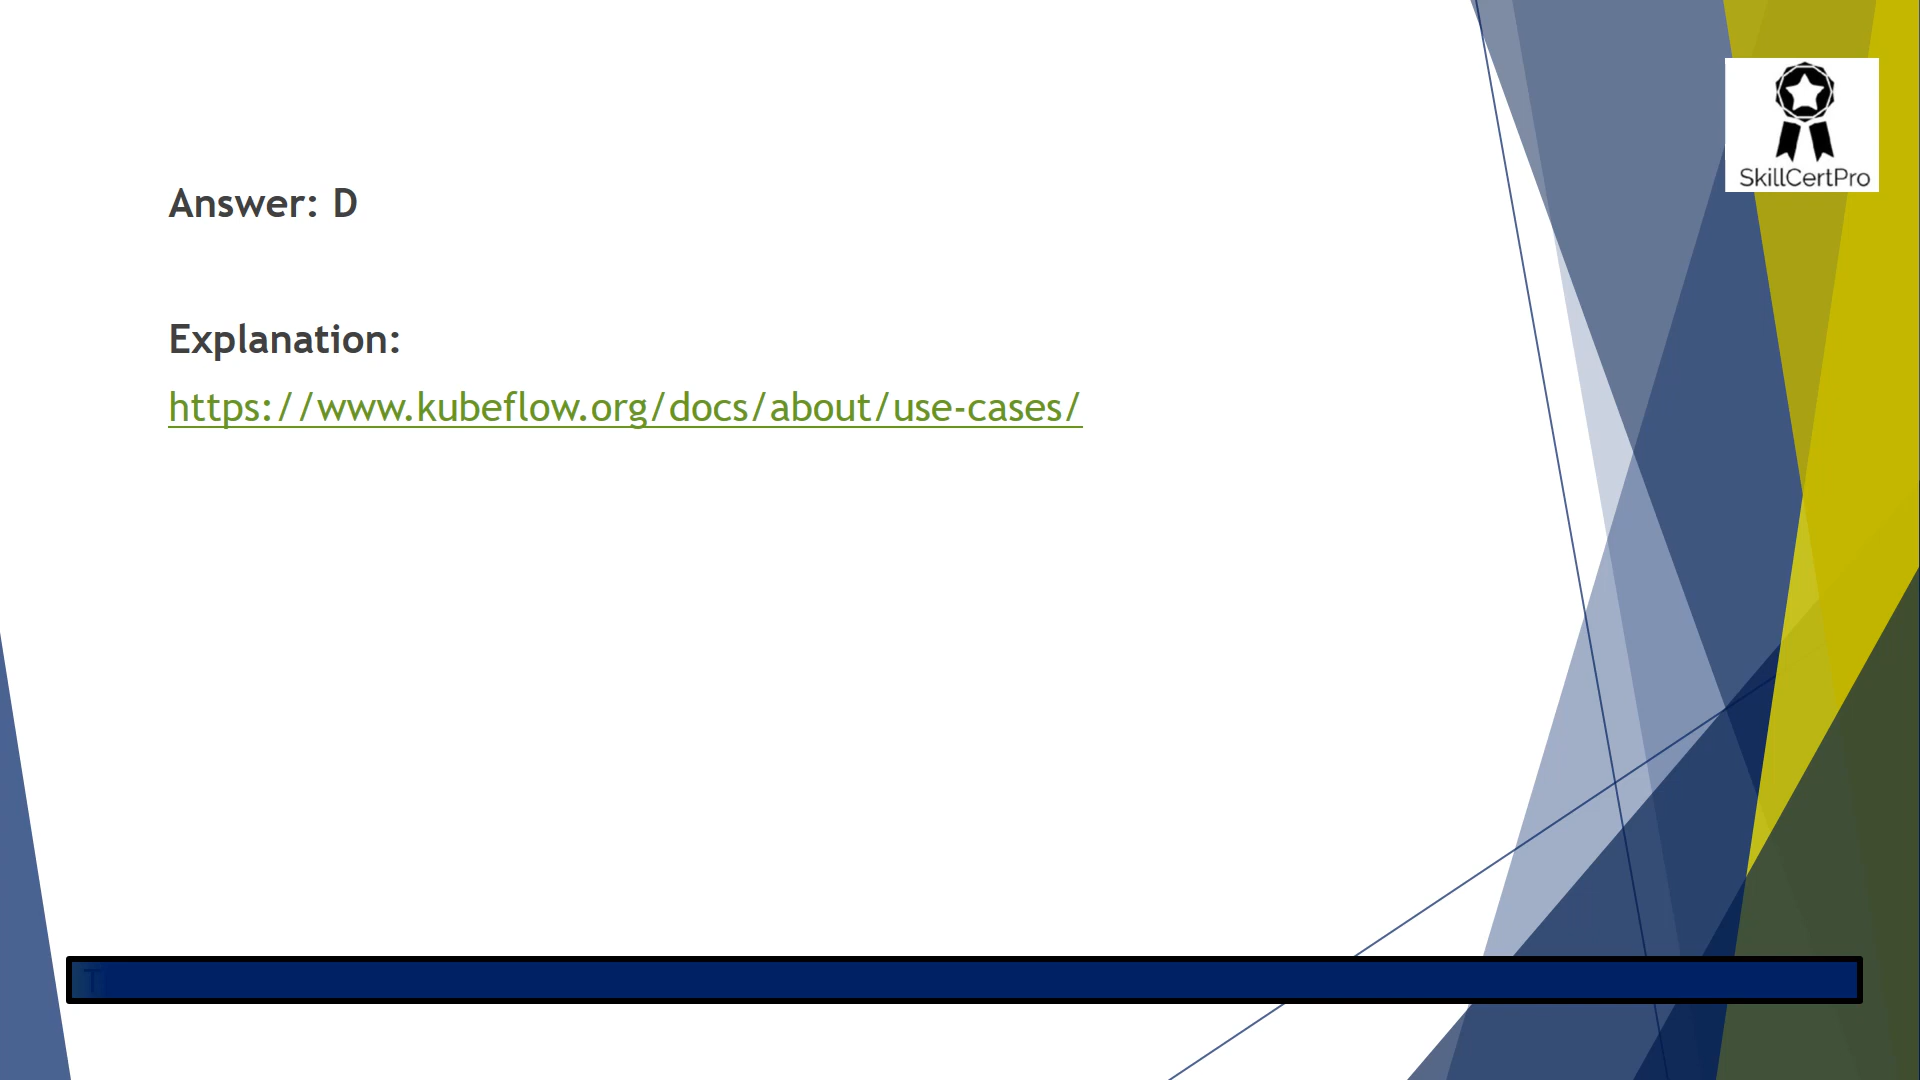 SkillCertPro
Answer: D
Explanation:
https://www.kubeflow.org/docs/about/use-cases/